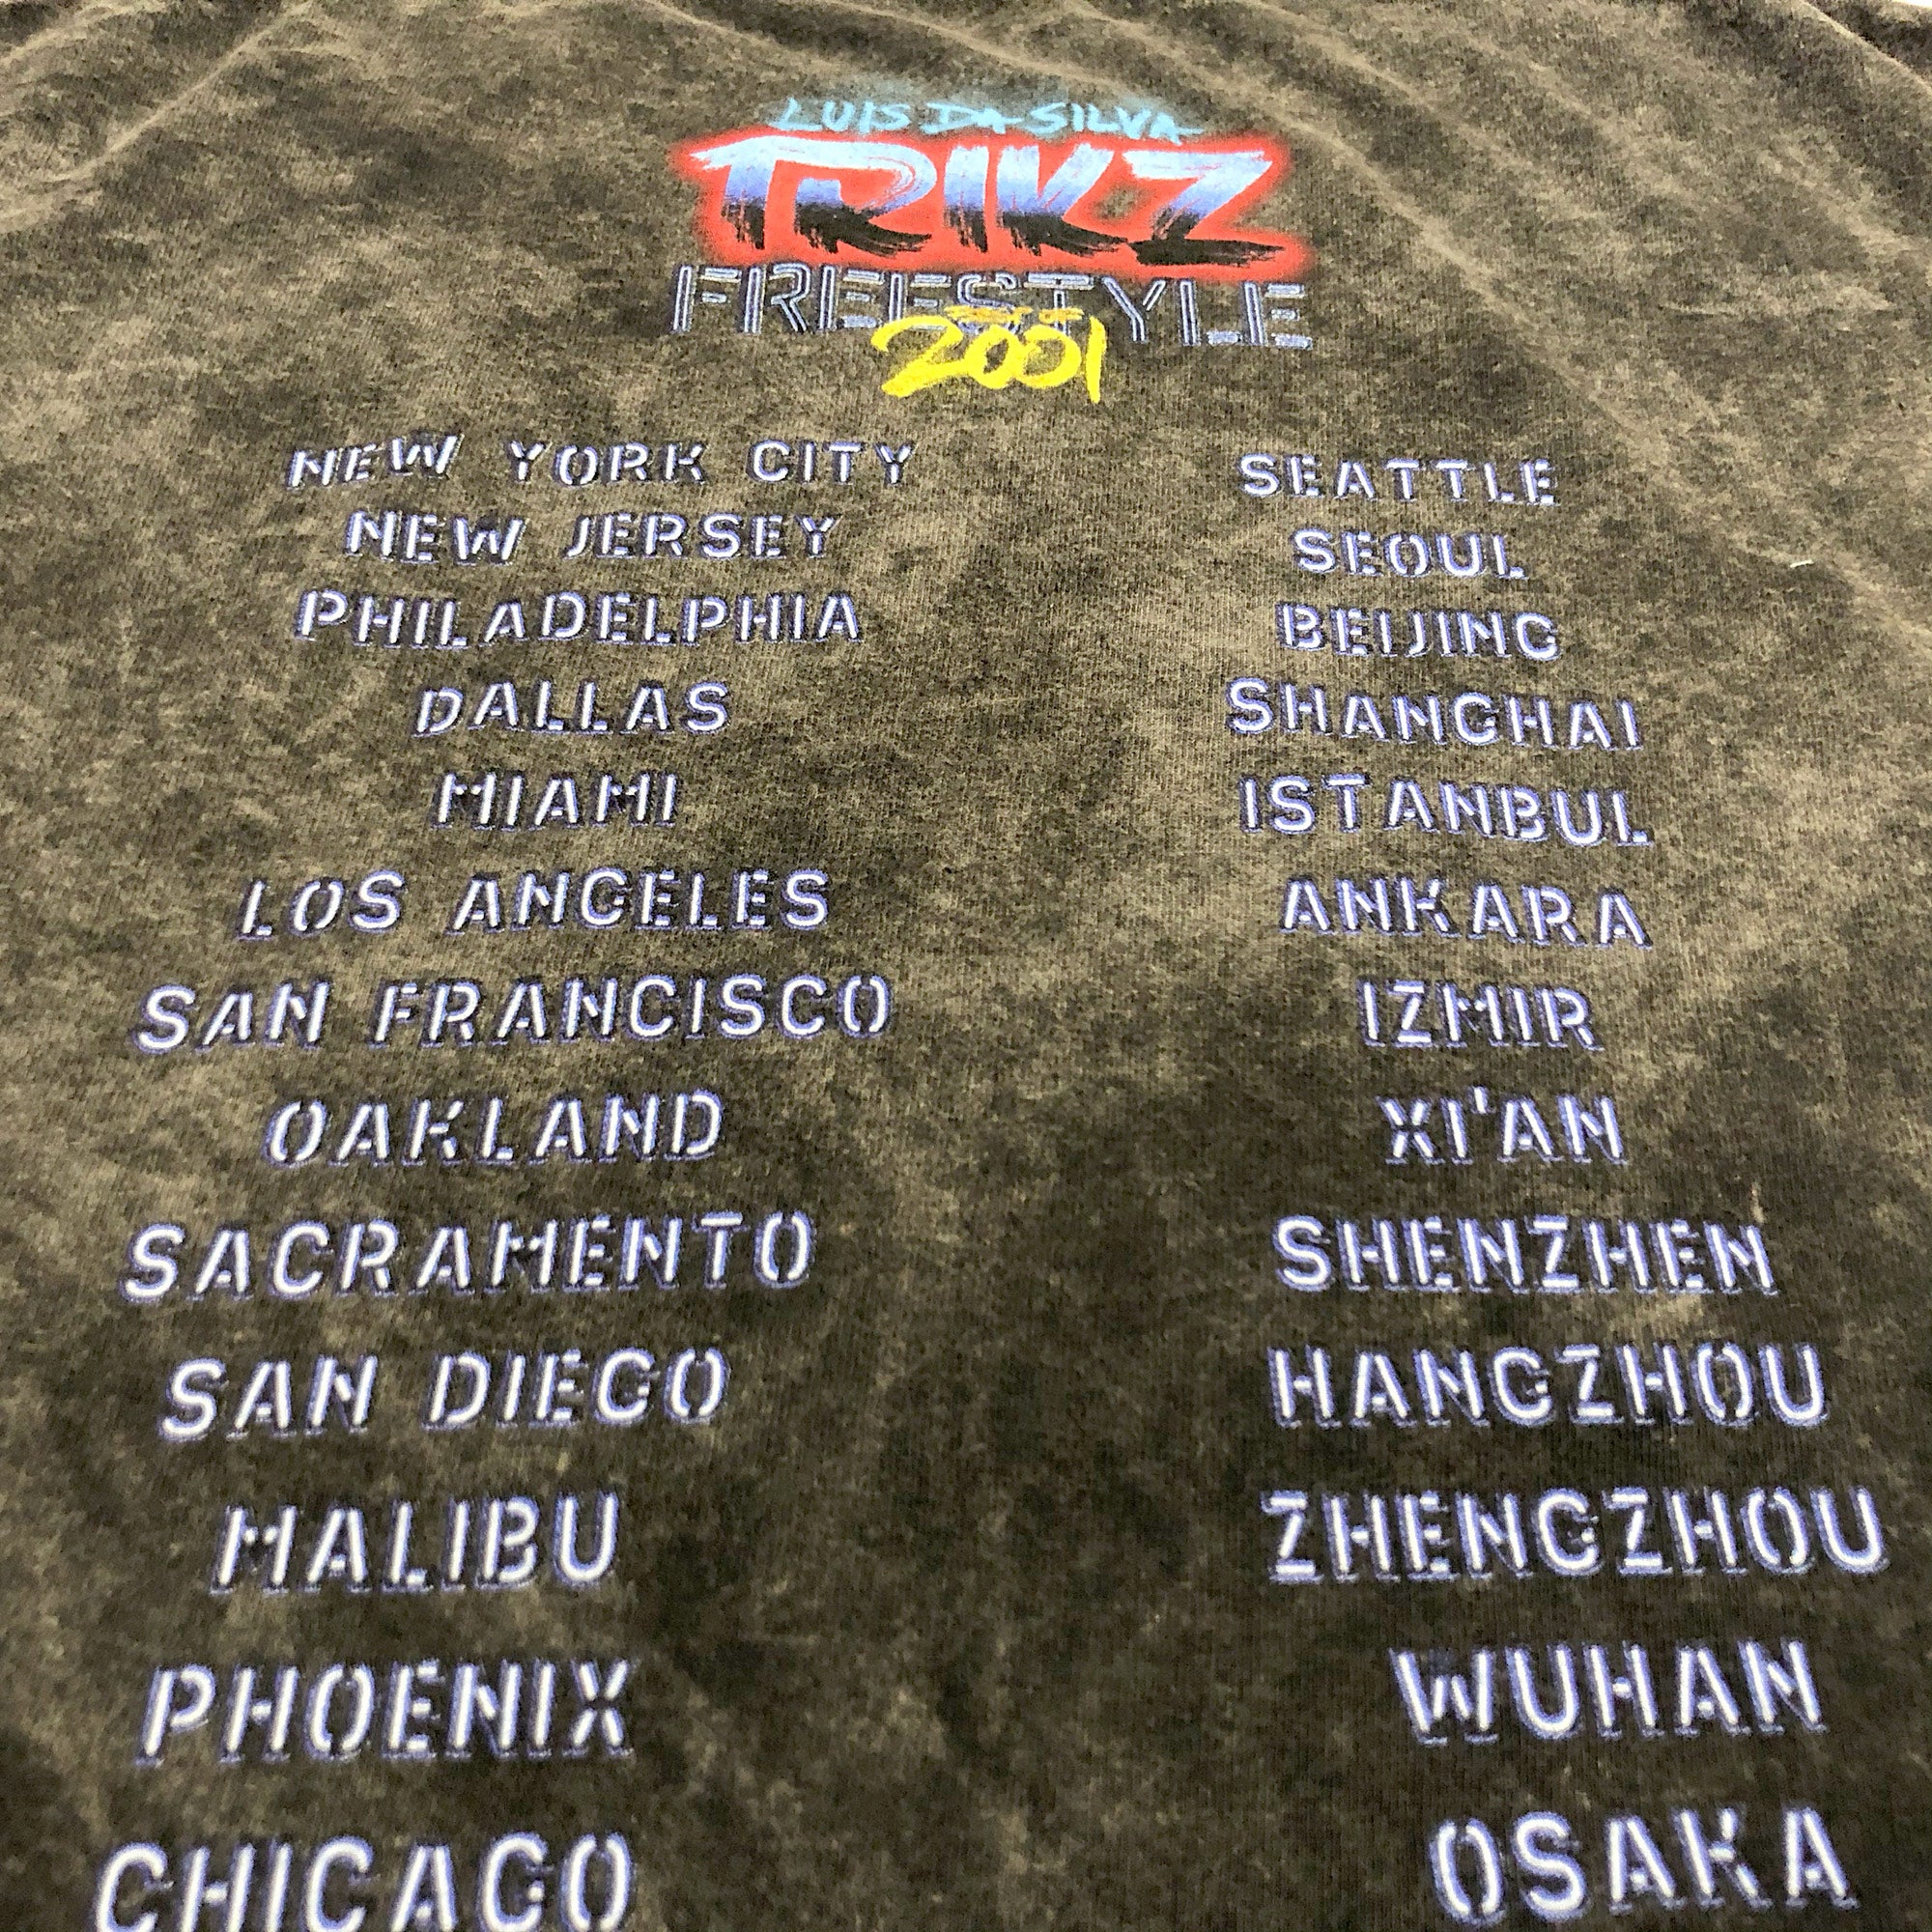 LUIS DA SILVA
TRIKZ
FREESTYLE
2001
NEW YORK CITY
NEW JERSEY
PHILADELPHIA
DALLAS
MIAMI
LOS ANGELES
SAN FRANCISCO
OAKLAND
SACRAMENTO
SAN DIEGO
MALIBU
PHOENIX
CHICAGO
SEATTLE
SEOUL
BEIJING
SHANGHAI
ISTANBUL
ANKARA
IZMIR
XI'AN
SHENZHEN
HANGZHOU
ZHENGZHOU
WUHAN
OSAKA